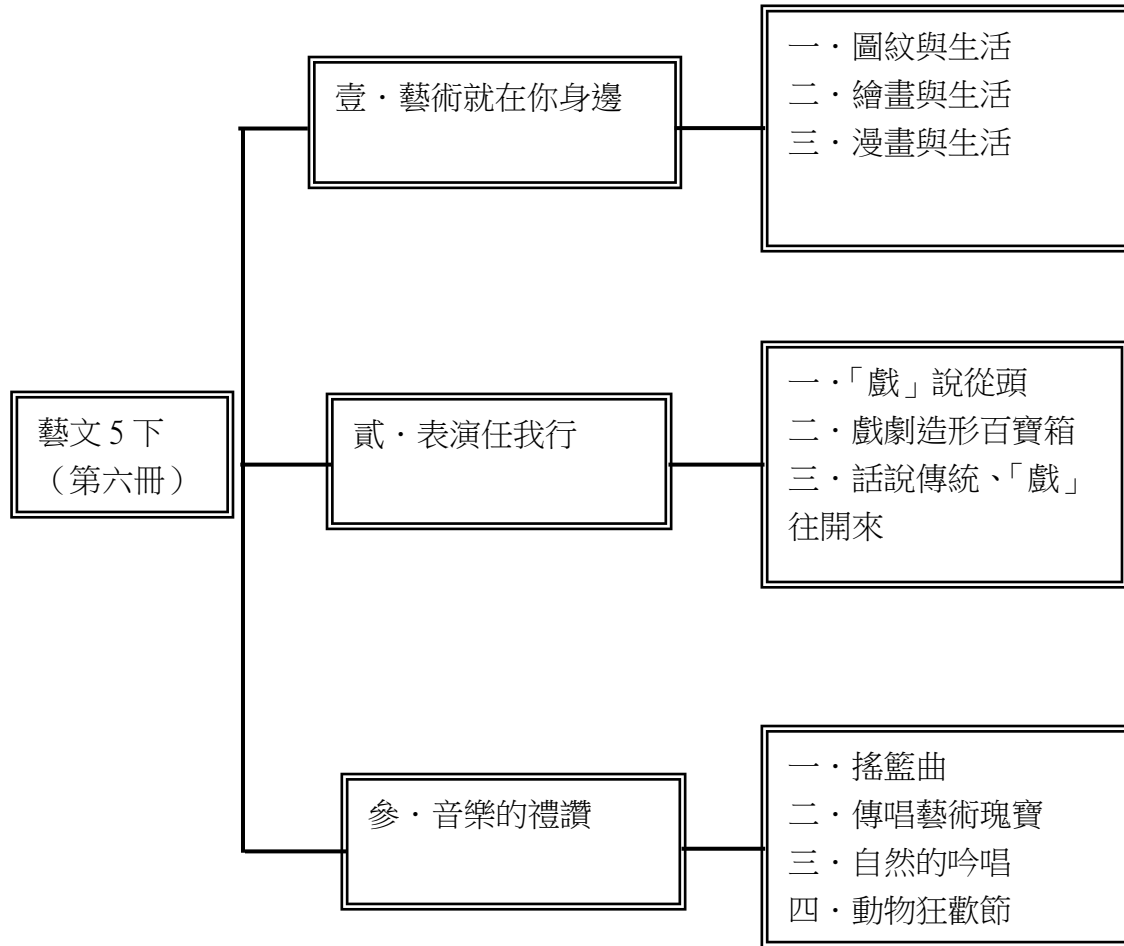 壹．藝術就在你身邊
一．圖紋與生活
二．繪畫與生活
三．漫畫與生活
藝文 5 下
（第六冊）
貳．表演任我行
一．「戲」說從頭
二．戲劇造形百寶箱
三．話說傳統、「戲」
往開來
參．音樂的禮讚
一．搖籃曲
二．傳唱藝術瑰寶
三．自然的吟唱
四．動物狂歡節